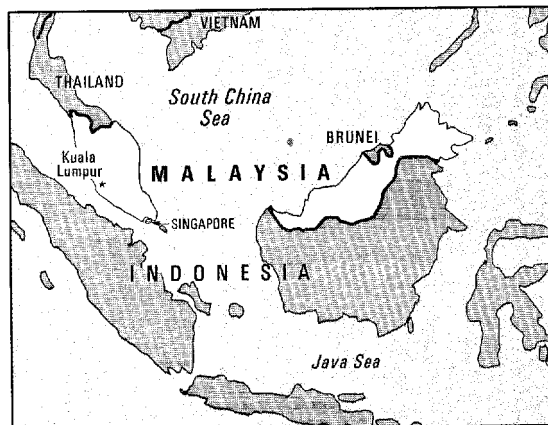 VIETNAM
THAILAND
South China
Sea
BRUNEI
Kuala
Lumpur
MALAYSIA
SINGAPORE
INDONESIA
Java Sea